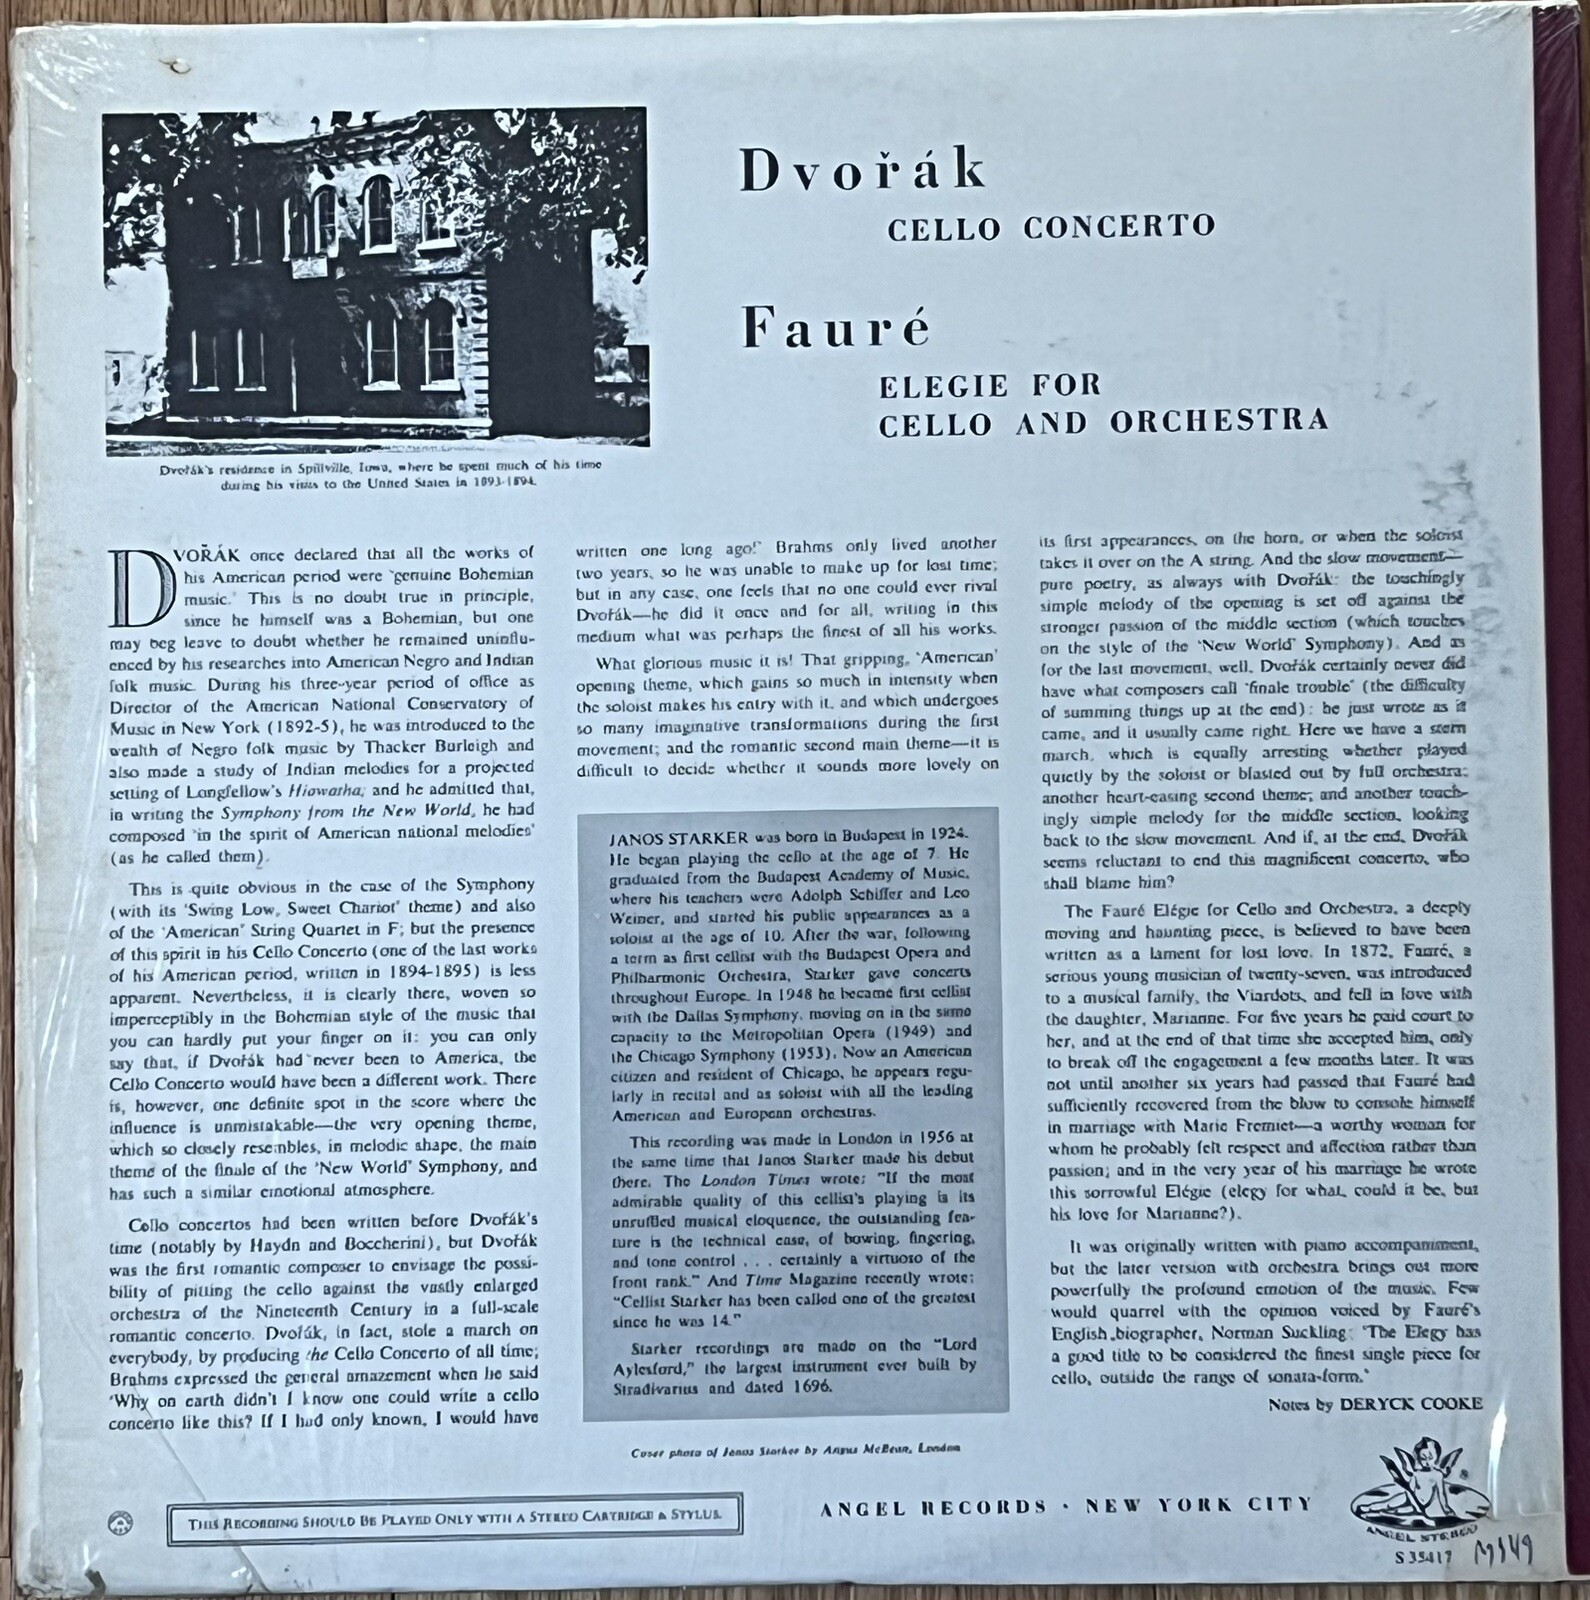 Dvořák
CELLO CONCERTO
Fauré
ELEGIE FOR
CELLO AND ORCHESTRA
Dvořák's residence in Spillville, Iowa, where he spent much of his time
during his visits to the United States in 1893-1894.
DVOŘÁK once declared that all the works of
his American period were 'genuine Bohemian
music.' This is no doubt true in principle,
since he himself was a Bohemian, but one
may beg leave to doubt whether he remained uninflu-
enced by his researches into American Negro and Indian
folk music. During his three-year period of office as
Director of the American National Conservatory of
Music in New York (1892-5), he was introduced to the
wealth of Negro folk music by Thacker Burleigh and
also made a study of Indian melodies for a projected
setting of Longfellow's Hiawatha; and he admitted that,
in writing the Symphony from the New World, he had
composed 'in the spirit of American national melodies'
(as he called them).
This is quite obvious in the case of the Symphony
(with its 'Swing Low, Sweet Chariot' theme) and also
of the 'American' String Quartet in F; but the presence
of this spirit in his Cello Concerto (one of the last works
of his American period, written in 1894-1895) is less
apparent. Nevertheless, it is clearly there, woven so
imperceptibly in the Bohemian style of the music that
you can hardly put your finger on it: you can only
say that, if Dvořák had never been to America, the
Cello Concerto would have been a different work. There
is, however, one definite spot in the score where the
influence is unmistakable—the very opening theme,
which so closely resembles, in melodic shape, the main
theme of the finale of the 'New World' Symphony, and
has such a similar emotional atmosphere.
Cello concertos had been written before Dvořák's
time (notably by Haydn and Boccherini), but Dvořák
was the first romantic composer to envisage the possi-
bility of pitting the cello against the vastly enlarged
orchestra of the Nineteenth Century in a full-scale
romantic concerto. Dvořák, in fact, stole a march on
everybody, by producing the Cello Concerto of all time;
Brahms expressed the general amazement when he said
'Why on earth didn't I know one could write a cello
concerto like this? If I had only known, I would have
written one long ago!' Brahms only lived another
two years, so he was unable to make up for lost time;
but in any case, one feels that no one could ever rival
Dvořák—he did it once and for all, writing in this
medium what was perhaps the finest of all his works.
What glorious music it is! That gripping, 'American'
opening theme, which gains so much in intensity when
the soloist makes his entry with it, and which undergoes
so many imaginative transformations during the first
movement; and the romantic second main theme—it is
difficult to decide whether it sounds more lovely on
JANOS STARKER was born in Budapest in 1924.
He began playing the cello at the age of 7. He
graduated from the Budapest Academy of Music,
where his teachers were Adolph Schiffer and Leo
Weiner, and started his public appearances as a
soloist at the age of 10. After the war, following
a term as first cellist with the Budapest Opera and
Philharmonic Orchestra, Starker gave concerts
throughout Europe. In 1948 he became first cellist
with the Dallas Symphony, moving on in the same
capacity to the Metropolitan Opera (1949) and
the Chicago Symphony (1953). Now an American
citizen and resident of Chicago, he appears regu-
larly in recital and as soloist with all the leading
American and European orchestras.
This recording was made in London in 1956 at
the same time that Janos Starker made his debut
there. The London Times wrote: "If the most
admirable quality of this cellist's playing is its
unruffled musical eloquence, the outstanding fea-
ture is the technical ease, of bowing, fingering,
and tone control . . . certainly a virtuoso of the
front rank." And Time Magazine recently wrote:
"Cellist Starker has been called one of the greatest
since he was 14."
Starker recordings are made on the "Lord
Aylesford," the largest instrument ever built by
Stradivarius and dated 1696.
Cover photo of Janos Starker by Angus McBean, London
its first appearances, on the horn, or when the soloist
takes it over on the A string. And the slow movement—
pure poetry, as always with Dvořák: the touchingly
simple melody of the opening is set off against the
stronger passion of the middle section (which touches
on the style of the 'New World' Symphony). And as
for the last movement, well, Dvořák certainly never did
have what composers call 'finale trouble' (the difficulty
of summing things up at the end): he just wrote as it
came, and it usually came right. Here we have a stern
march, which is equally arresting whether played
quietly by the soloist or blasted out by full orchestra;
another heart-easing second theme; and another touch-
ingly simple melody for the middle section, looking
back to the slow movement. And if, at the end, Dvořák
seems reluctant to end this magnificent concerto, who
shall blame him?
The Fauré Elégie for Cello and Orchestra, a deeply
moving and haunting piece, is believed to have been
written as a lament for lost love. In 1872, Fauré, a
serious young musician of twenty-seven, was introduced
to a musical family, the Viardots, and fell in love with
the daughter, Marianne. For five years he paid court to
her, and at the end of that time she accepted him, only
to break off the engagement a few months later. It was
not until another six years had passed that Fauré had
sufficiently recovered from the blow to console himself
in marriage with Marie Fremiet—a worthy woman for
whom he probably felt respect and affection rather than
passion; and in the very year of his marriage he wrote
this sorrowful Elégie (elegy for what, could it be, but
his love for Marianne?).
It was originally written with piano accompaniment,
but the later version with orchestra brings out more
powerfully the profound emotion of the music. Few
would quarrel with the opinion voiced by Fauré's
English biographer, Norman Suckling: 'The Elegy has
a good title to be considered the finest single piece for
cello, outside the range of sonata-form.'
Notes by DERYCK COOKE
THIS RECORDING SHOULD BE PLAYED ONLY WITH A STEREO CARTRIDGE & STYLUS.
ANGEL RECORDS · NEW YORK CITY
ANGEL STEREO
S 35417